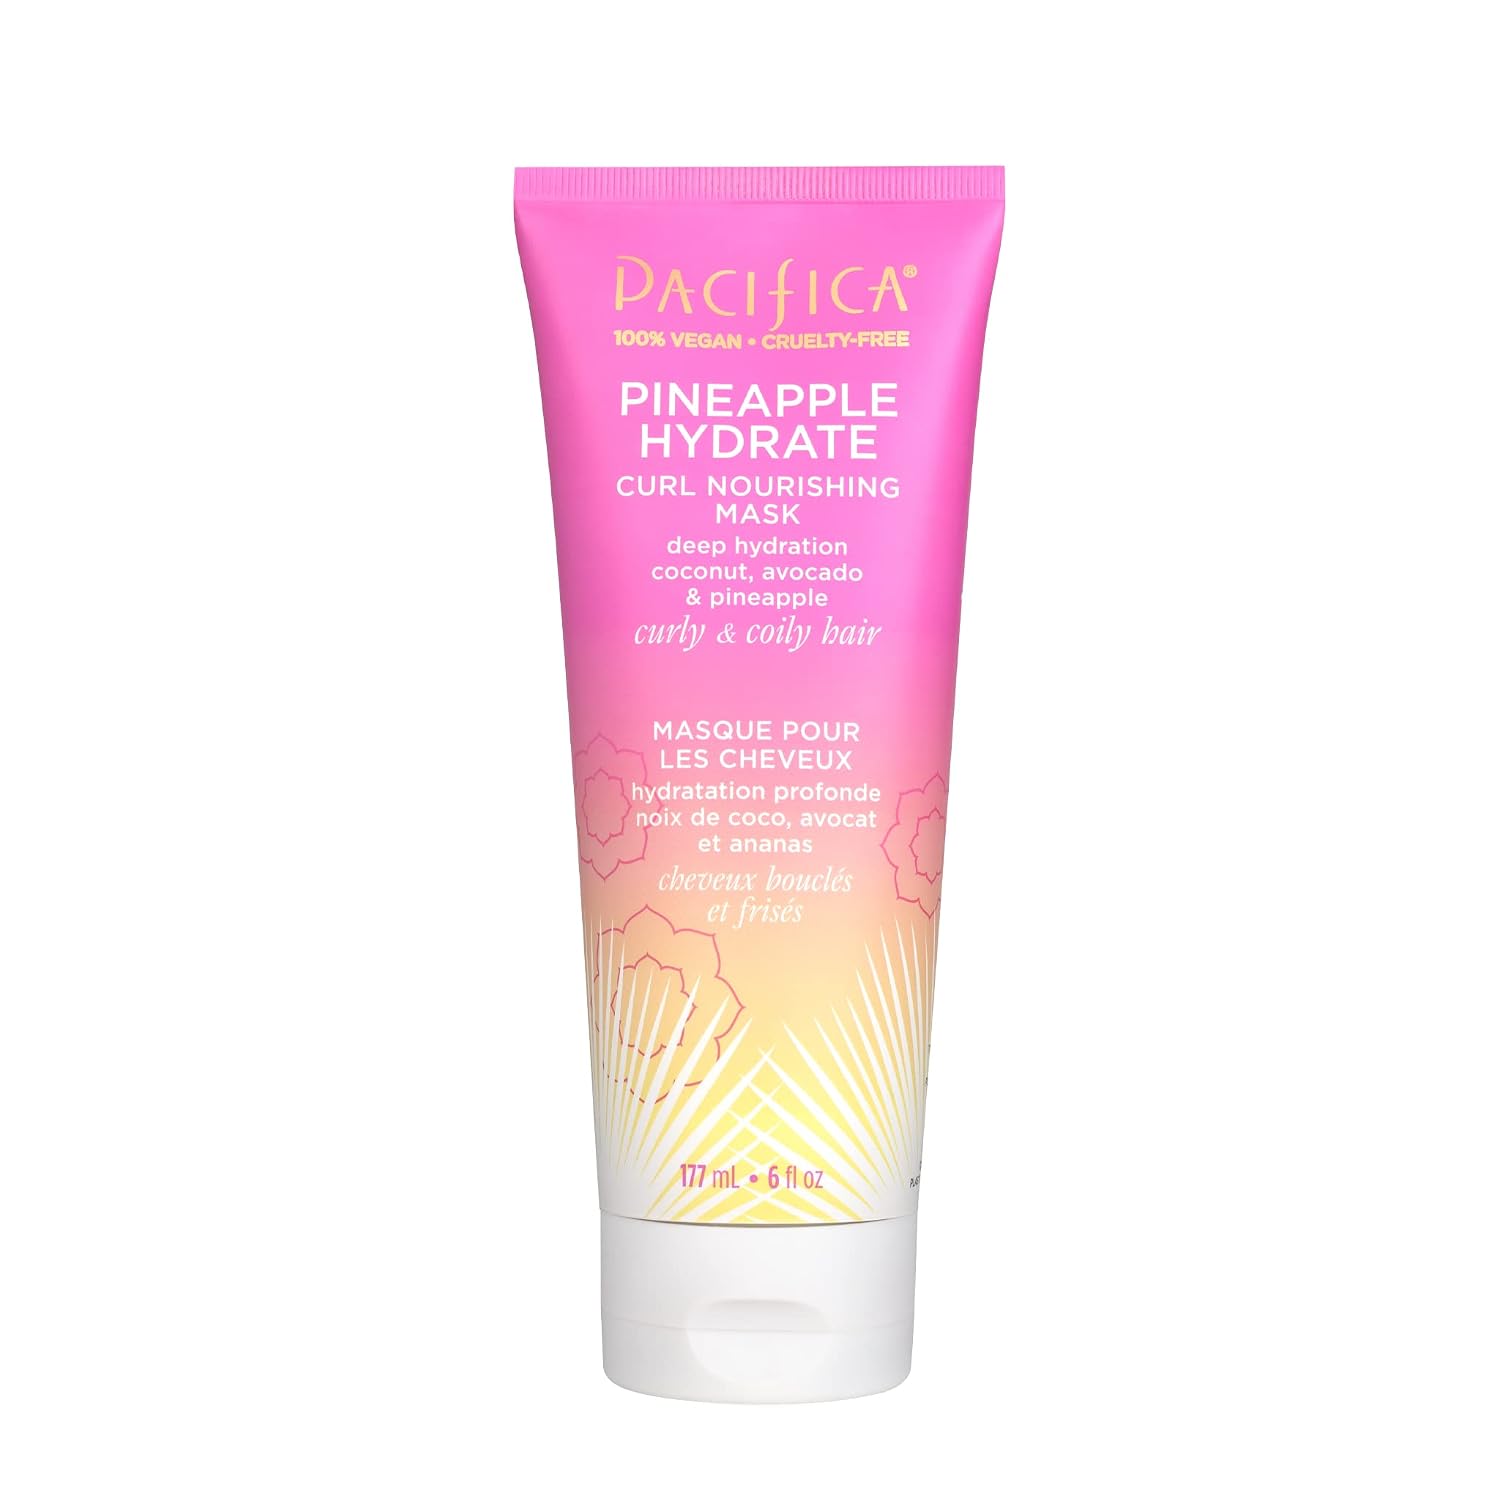 PACIFICA®
100% VEGAN • CRUELTY-FREE
PINEAPPLE
HYDRATE
CURL NOURISHING
MASK
deep hydration
coconut, avocado
& pineapple
curly & coily hair
MASQUE POUR
LES CHEVEUX
hydratation profonde
noix de coco, avocat
et ananas
cheveux bouclés
et frisés
177 mL • 6 fl oz